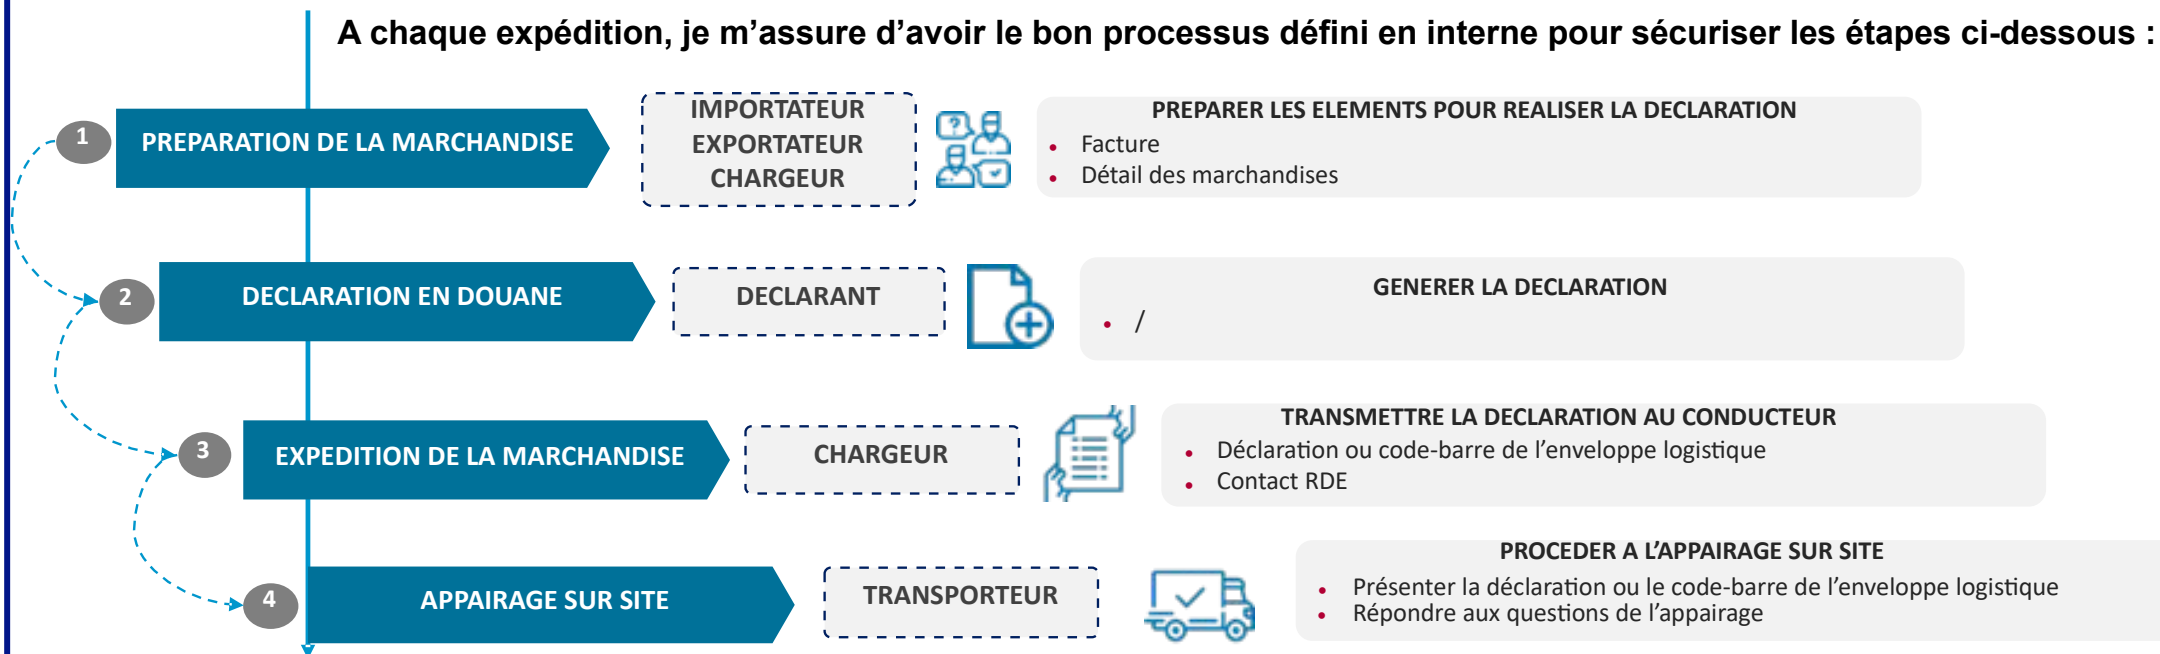 A chaque expédition, je m’assure d’avoir le bon processus défini en interne pour sécuriser les étapes ci-dessous :
1
PREPARATION DE LA MARCHANDISE
IMPORTATEUR
EXPORTATEUR
CHARGEUR
?
PREPARER LES ELEMENTS POUR REALISER LA DECLARATION
• Facture
• Détail des marchandises
2
DECLARATION EN DOUANE
DECLARANT
GENERER LA DECLARATION
• /
3
EXPEDITION DE LA MARCHANDISE
CHARGEUR
TRANSMETTRE LA DECLARATION AU CONDUCTEUR
• Déclaration ou code-barre de l’enveloppe logistique
• Contact RDE
4
APPAIRAGE SUR SITE
TRANSPORTEUR
PROCEDER A L’APPAIRAGE SUR SITE
• Présenter la déclaration ou le code-barre de l’enveloppe logistique
• Répondre aux questions de l’appairage